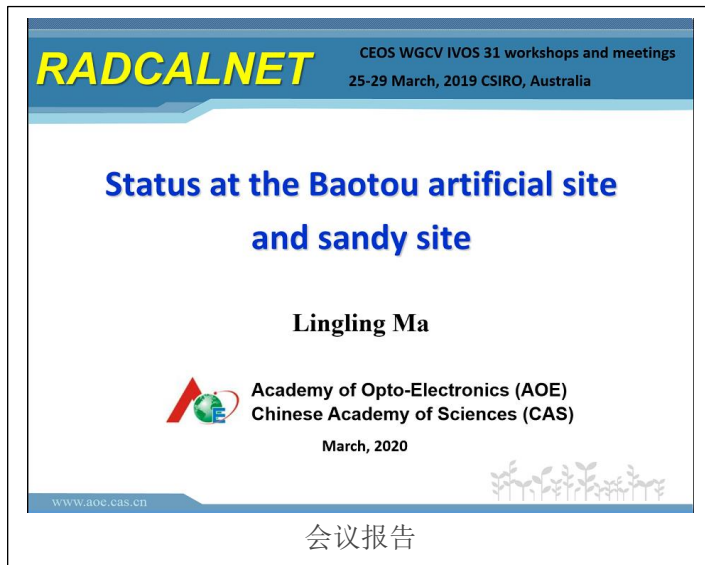 RADCALNET
CEOS WGCV IVOS 31 workshops and meetings
25-29 March, 2019 CSIRO, Australia
Status at the Baotou artificial site
and sandy site
Lingling Ma
E
Academy of Opto-Electronics (AOE)
Chinese Academy of Sciences (CAS)
March, 2020
www.aoe.cas.cn
会议报告